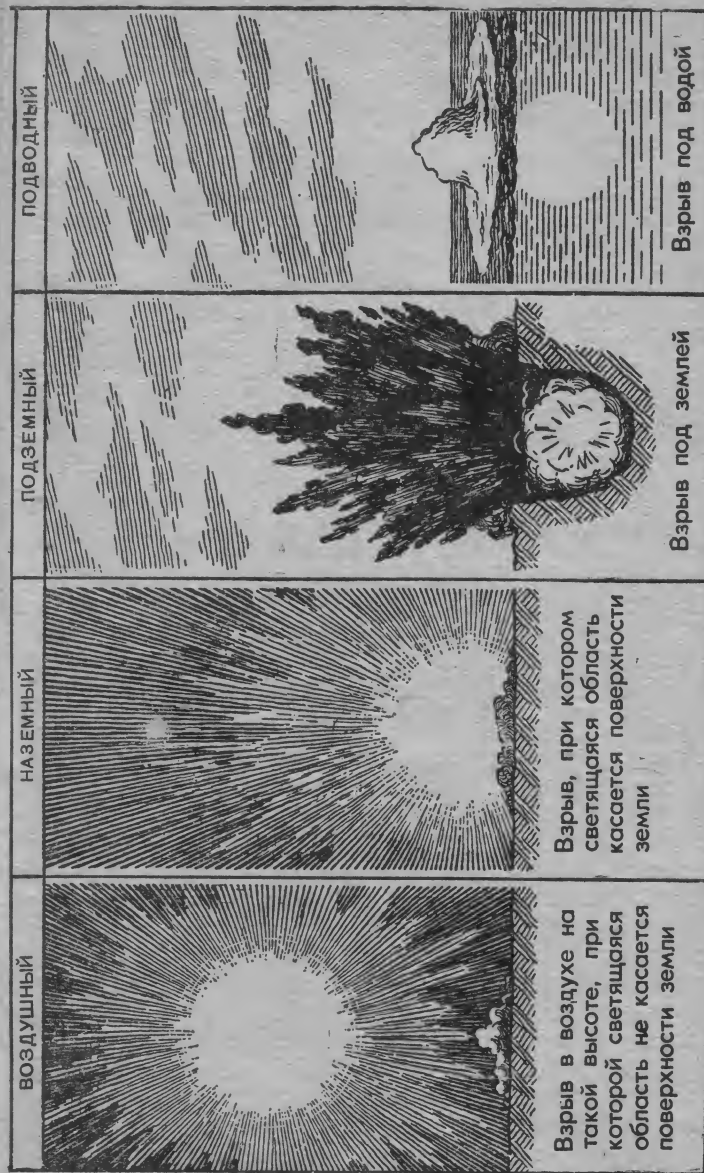 ВОЗДУШНЫЙ
НАЗЕМНЫЙ
ПОДЗЕМНЫЙ
ПОДВОДНЫЙ
Взрыв в воздухе на
такой высоте, при
которой светящаяся
область не касается
поверхности земли
Взрыв, при котором
светящаяся область
касается поверхности
земли
Взрыв под землей
Взрыв под водой